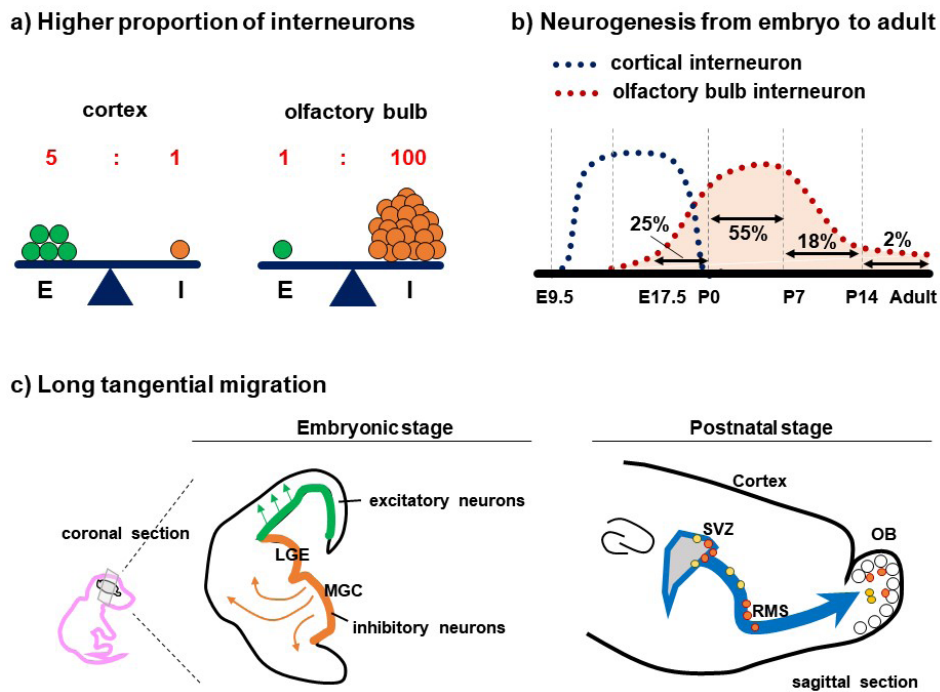 a) Higher proportion of interneurons
cortex
5 : 1
E I
olfactory bulb
1 : 100
E I
b) Neurogenesis from embryo to adult
cortical interneuron
olfactory bulb interneuron
25%
55%
18%
2%
E9.5 E17.5 P0 P7 P14 Adult
c) Long tangential migration
Embryonic stage
coronal section
excitatory neurons
LGE
MGC
inhibitory neurons
Postnatal stage
Cortex
SVZ
OB
RMS
sagittal section